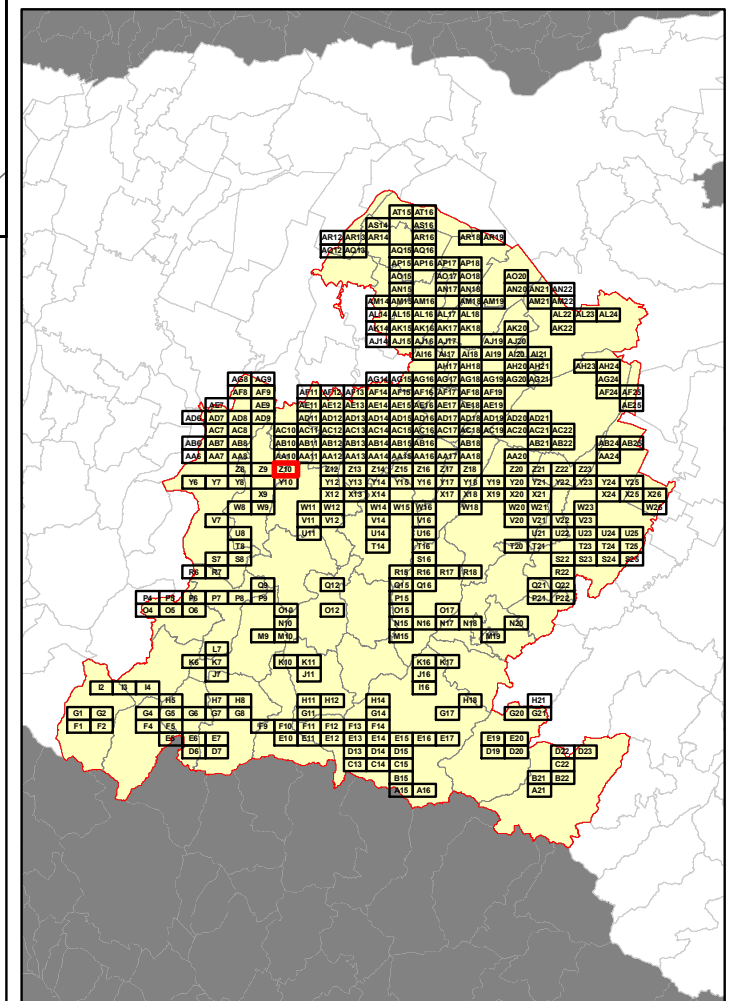 AT15 AT16
AS14 AS16
AR12 AR13 AR14 AR16 AR18 AR19
AQ12 AQ13 AQ15 AQ16
AP15 AP16 AP17 AP18
AO15 AO17 AO18 AO20
AN15 AN17 AN18 AN20 AN21 AN22
AM14 AM15 AM16 AM18 AM19 AM21 AM22
AL14 AL15 AL16 AL17 AL18 AL22 AL23 AL24
AK14 AK15 AK16 AK17 AK18 AK20 AK22
AJ14 AJ15 AJ16 AJ17 AJ19 AJ20
AI16 AI17 AI18 AI19 AI20 AI21
AH17 AH18 AH20 AH21 AH23 AH24
AG8 AG9 AG14 AG15 AG16 AG17 AG18 AG19 AG20 AG21 AG24
AF8 AF9 AF11 AF12 AF13 AF14 AF15 AF16 AF17 AF18 AF19 AF24 AF25
AE7 AE9 AE11 AE12 AE13 AE14 AE15 AE16 AE17 AE18 AE19 AE25
AD6 AD7 AD8 AD9 AD11 AD12 AD13 AD14 AD15 AD16 AD17 AD18 AD19 AD20 AD21
AC7 AC8 AC10 AC11 AC12 AC13 AC14 AC15 AC16 AC17 AC18 AC19 AC20 AC21 AC22
AB6 AB7 AB8 AB10 AB11 AB12 AB13 AB14 AB15 AB16 AB18 AB21 AB22 AB24 AB25
AA6 AA7 AA8 AA10 AA11 AA12 AA13 AA14 AA15 AA16 AA17 AA18 AA20 AA24
Z8 Z9 Z10 Z12 Z13 Z14 Z15 Z16 Z17 Z18 Z20 Z21 Z22 Z23
Y6 Y7 Y8 Y10 Y12 Y13 Y14 Y16 Y17 Y18 Y19 Y20 Y21 Y22 Y23 Y24 Y25
X9 X12 X13 X14 X17 X18 X19 X20 X21 X24 X25 X26
W8 W9 W11 W12 W14 W15 W16 W18 W20 W21 W23 W26
V7 V11 V12 V14 V16 V20 V21 V22 V23
U8 U11 U14 U16 U21 U22 U23 U24 U25
T8 T14 T16 T20 T21 T23 T24 T25
S7 S8 S16 S22 S23 S24 S25
R6 R7 R15 R16 R17 R18 R22
Q9 Q12 Q15 Q16 Q21 Q22
P4 P5 P6 P7 P8 P9 P15 P21 P22
O4 O5 O6 O10 O12 O15 O17
N10 N15 N16 N17 N18 N20
M9 M10 M15 M19
L7
K6 K7 K10 K11 K16 K17
J7 J11 J16
I2 I3 I4 I16
H5 H7 H8 H11 H12 H14 H18 H21
G1 G2 G4 G5 G6 G7 G8 G11 G14 G17 G20 G21
F1 F2 F4 F5 F9 F10 F11 F12 F13 F14
E5 E6 E7 E10 E11 E12 E13 E14 E15 E16 E17 E19 E20
D6 D7 D13 D14 D15 D19 D20 D22 D23
C13 C14 C15 C22
B15 B21 B22
A15 A16 A21